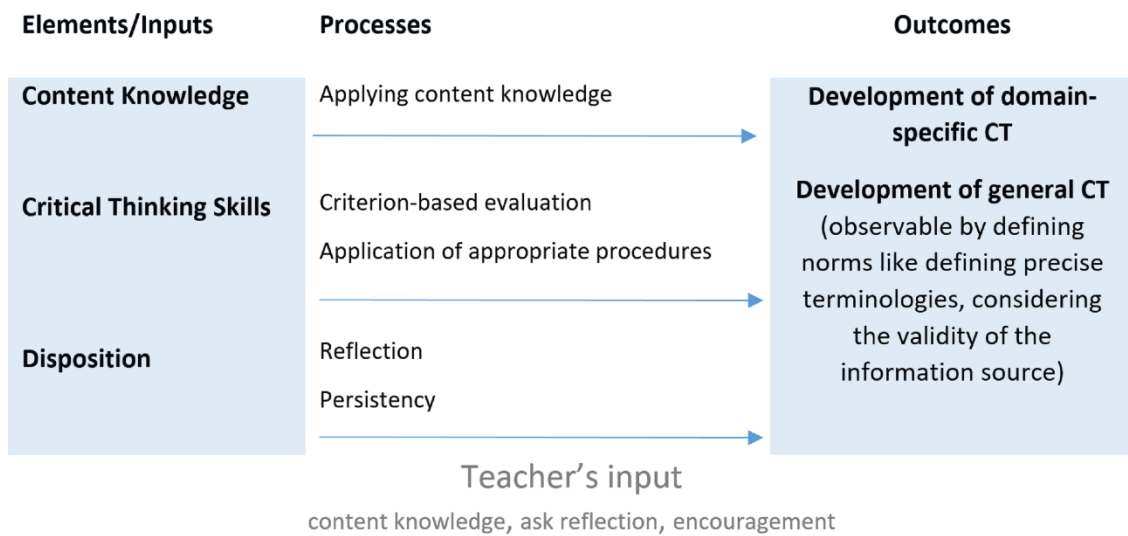 Elements/Inputs
Processes
Outcomes
Content Knowledge
Applying content knowledge
Development of domain-
specific CT
Critical Thinking Skills
Criterion-based evaluation
Application of appropriate procedures
Development of general CT
(observable by defining
norms like defining precise
terminologies, considering
the validity of the
information source)
Disposition
Reflection
Persistency
Teacher’s input
content knowledge, ask reflection, encouragement